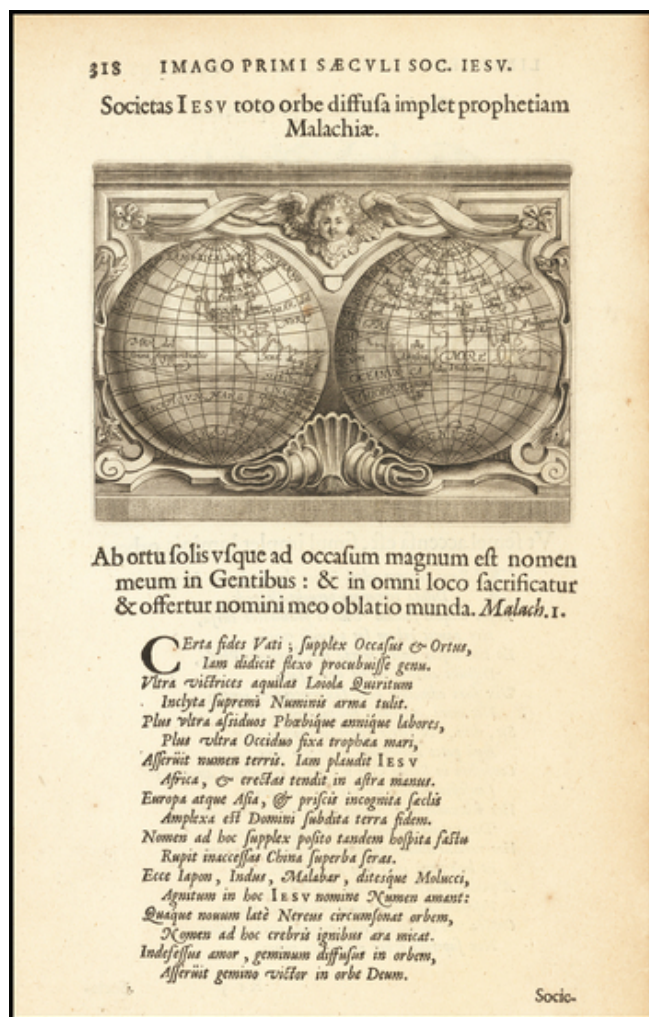 318 IMAGO PRIMI SÆCVLI SOC. IESV.
Societas IESV toto orbe diffuſa implet prophetiam
Malachiæ.
Ab ortu ſolis vſque ad occaſum magnum eſt nomen
meum in Gentibus : & in omni loco ſacrificatur
& offertur nomini meo oblatio munda. Malach. 1.
CErta fides Vati ; ſupplex Occaſus & Ortus,
Iam didicit flexo procubuiſſe genu.
Vltra victrices aquilas Loiola Quiritum
Inclyta ſupremi Numinis arma tulit.
Plus vltra aſsiduos Phœbique annique labores,
Plus vltra Occiduo fixa trophæa mari,
Aſſerüit numen terris. Iam plaudit IESV
Africa, & erectas tendit in aſtra manus.
Europa atque Aſia, & priſcis incognita ſæclis
Amplexa eſt Domini ſubdita terra fidem.
Nomen ad hoc ſupplex poſito tandem hoſpita faſtu
Rupit inacceſſas China ſuperba ſeras.
Ecce Iapon, Indus, Malabar, diteſque Molucci,
Agnitum in hoc IESV nomine Numen amant:
Quaque nouum latè Nereus circumſonat orbem,
Nomen ad hoc crebris ignibus ara micat.
Indefeſſus amor, geminum diffuſus in orbem,
Aſſerüit gemino victor in orbe Deum.
Socie-